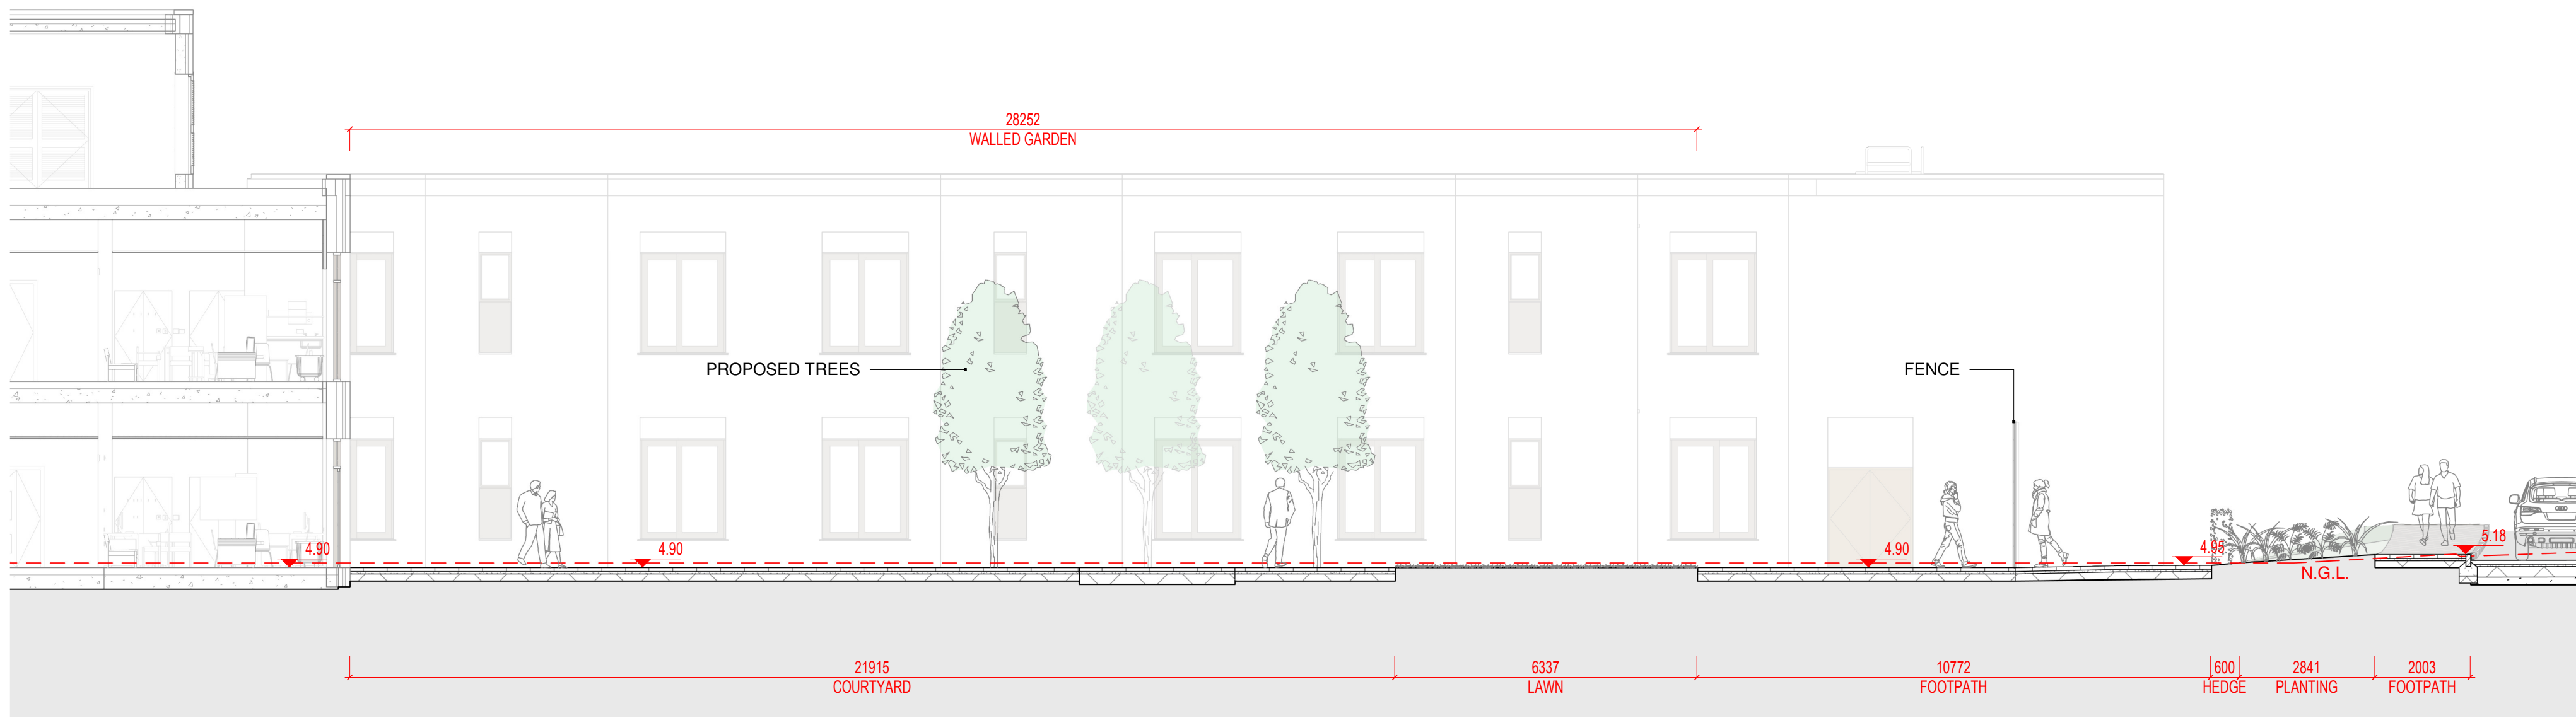 28252
WALLED GARDEN
PROPOSED TREES
FENCE
4.90
4.90
4.90
4.95
5.18
N.G.L.
21915
COURTYARD
6337
LAWN
10772
FOOTPATH
600
HEDGE
2841
PLANTING
2003
FOOTPATH